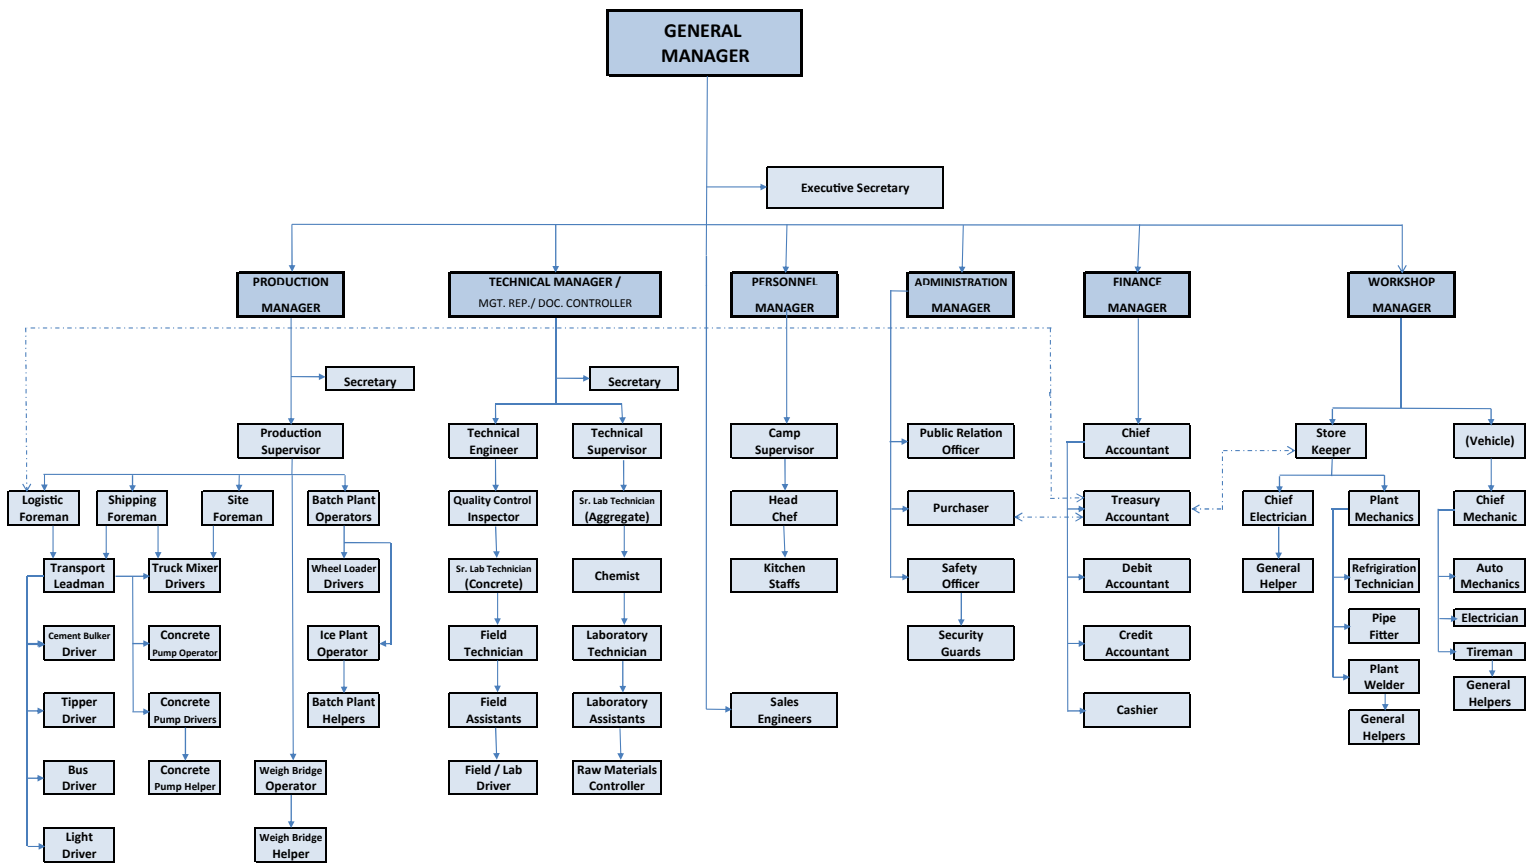 GENERAL
MANAGER
Executive Secretary
PRODUCTION
MANAGER
TECHNICAL MANAGER /
MGT. REP./ DOC. CONTROLLER
PERSONNEL
MANAGER
ADMINISTRATION
MANAGER
FINANCE
MANAGER
WORKSHOP
MANAGER
Secretary
Secretary
Production
Supervisor
Technical
Engineer
Technical
Supervisor
Camp
Supervisor
Public Relation
Officer
Chief
Accountant
Store
Keeper
(Vehicle)
Logistic
Foreman
Shipping
Foreman
Site
Foreman
Batch Plant
Operators
Quality Control
Inspector
Sr. Lab Technician
(Aggregate)
Head
Chef
Purchaser
Treasury
Accountant
Chief
Electrician
Plant
Mechanics
Chief
Mechanic
Transport
Leadman
Truck Mixer
Drivers
Wheel Loader
Drivers
Sr. Lab Technician
(Concrete)
Chemist
Kitchen
Staffs
Safety
Officer
Debit
Accountant
General
Helper
Refrigiration
Technician
Auto
Mechanics
Cement Bulker
Driver
Concrete
Pump Operator
Ice Plant
Operator
Field
Technician
Laboratory
Technician
Security
Guards
Credit
Accountant
Pipe
Fitter
Electrician
Tireman
Tipper
Driver
Concrete
Pump Drivers
Batch Plant
Helpers
Field
Assistants
Laboratory
Assistants
Sales
Engineers
Cashier
Plant
Welder
General
Helpers
General
Helpers
Bus
Driver
Concrete
Pump Helper
Weigh Bridge
Operator
Field / Lab
Driver
Raw Materials
Controller
Light
Driver
Weigh Bridge
Helper